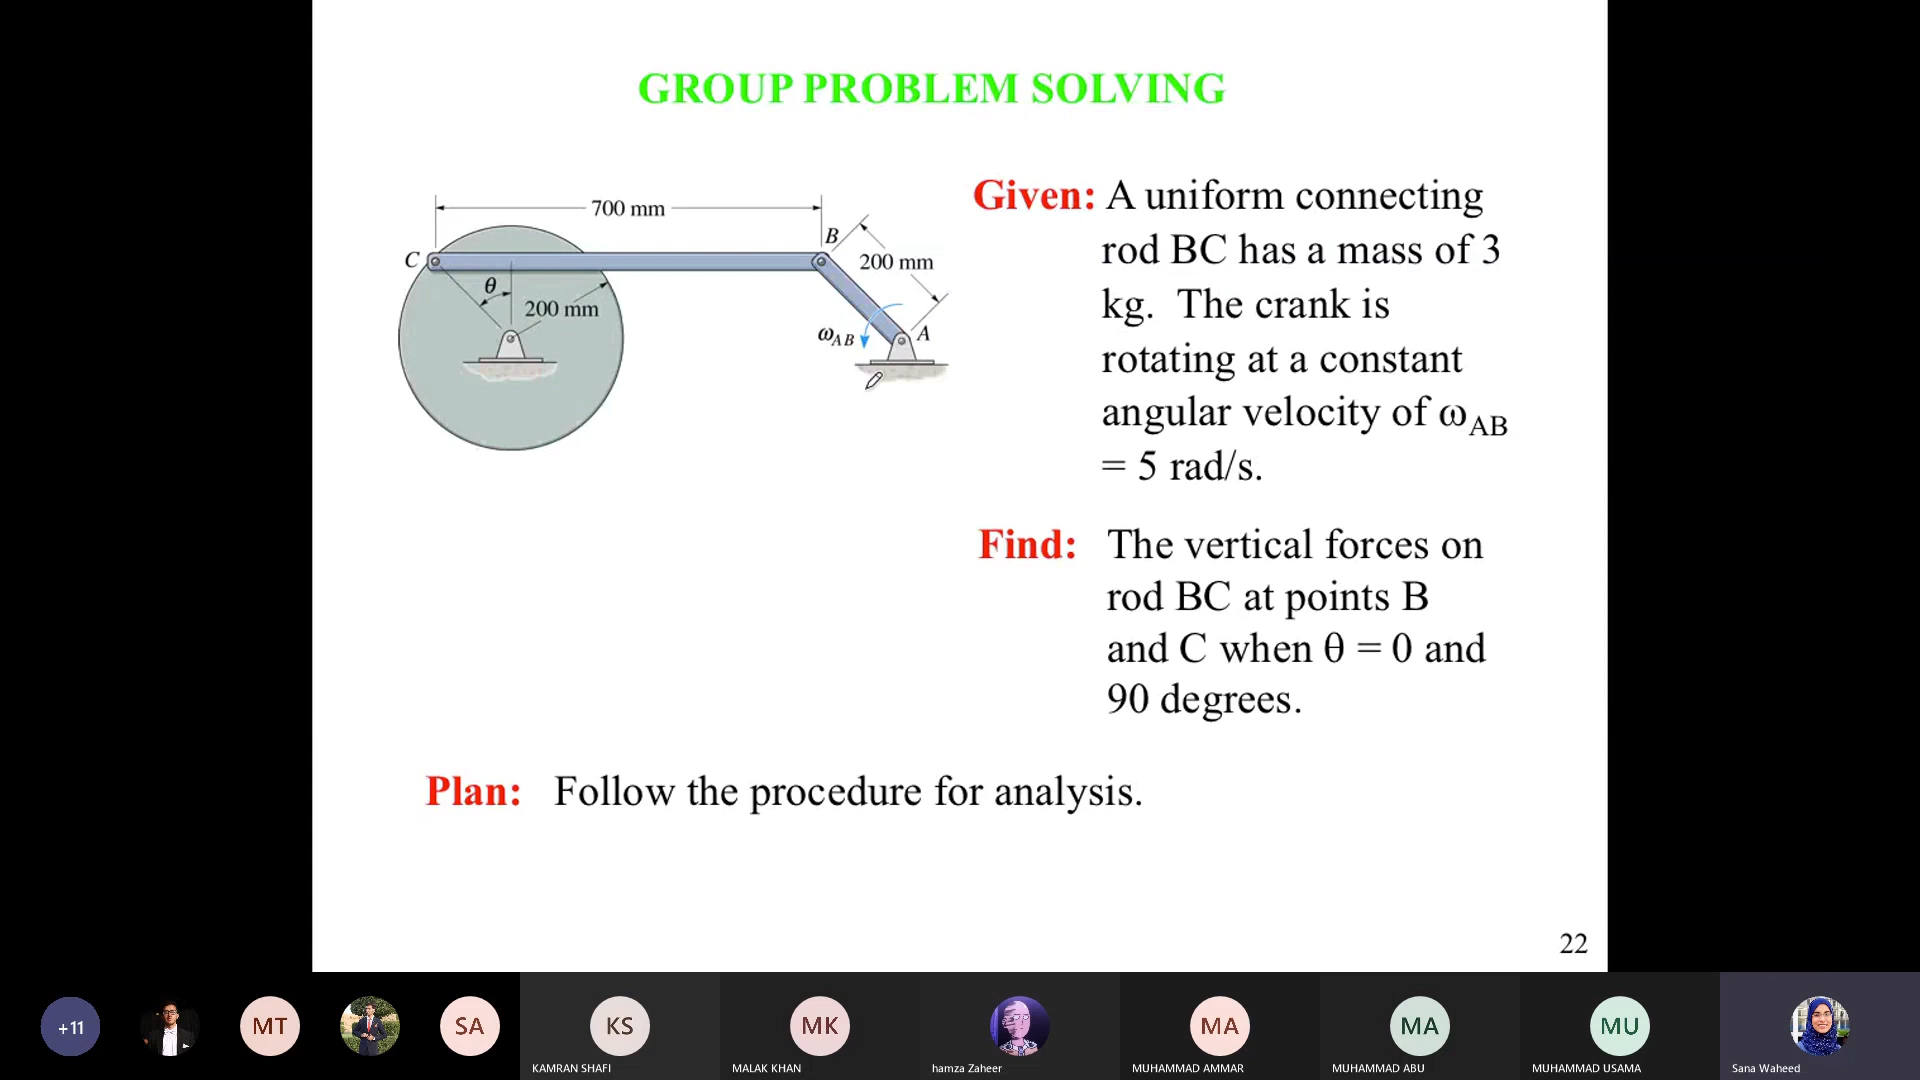 GROUP PROBLEM SOLVING
700 mm
B
C
200 mm
θ
200 mm
ωAB
A
Given: A uniform connecting
rod BC has a mass of 3
kg. The crank is
rotating at a constant
angular velocity of ωAB
= 5 rad/s.
Find: The vertical forces on
rod BC at points B
and C when θ = 0 and
90 degrees.
Plan: Follow the procedure for analysis.
22
+11
MT
SA
KS
MK
MA
MA
MU
KAMRAN SHAFI
MALAK KHAN
hamza Zaheer
MUHAMMAD AMMAR
MUHAMMAD ABU
MUHAMMAD USAMA
Sana Waheed